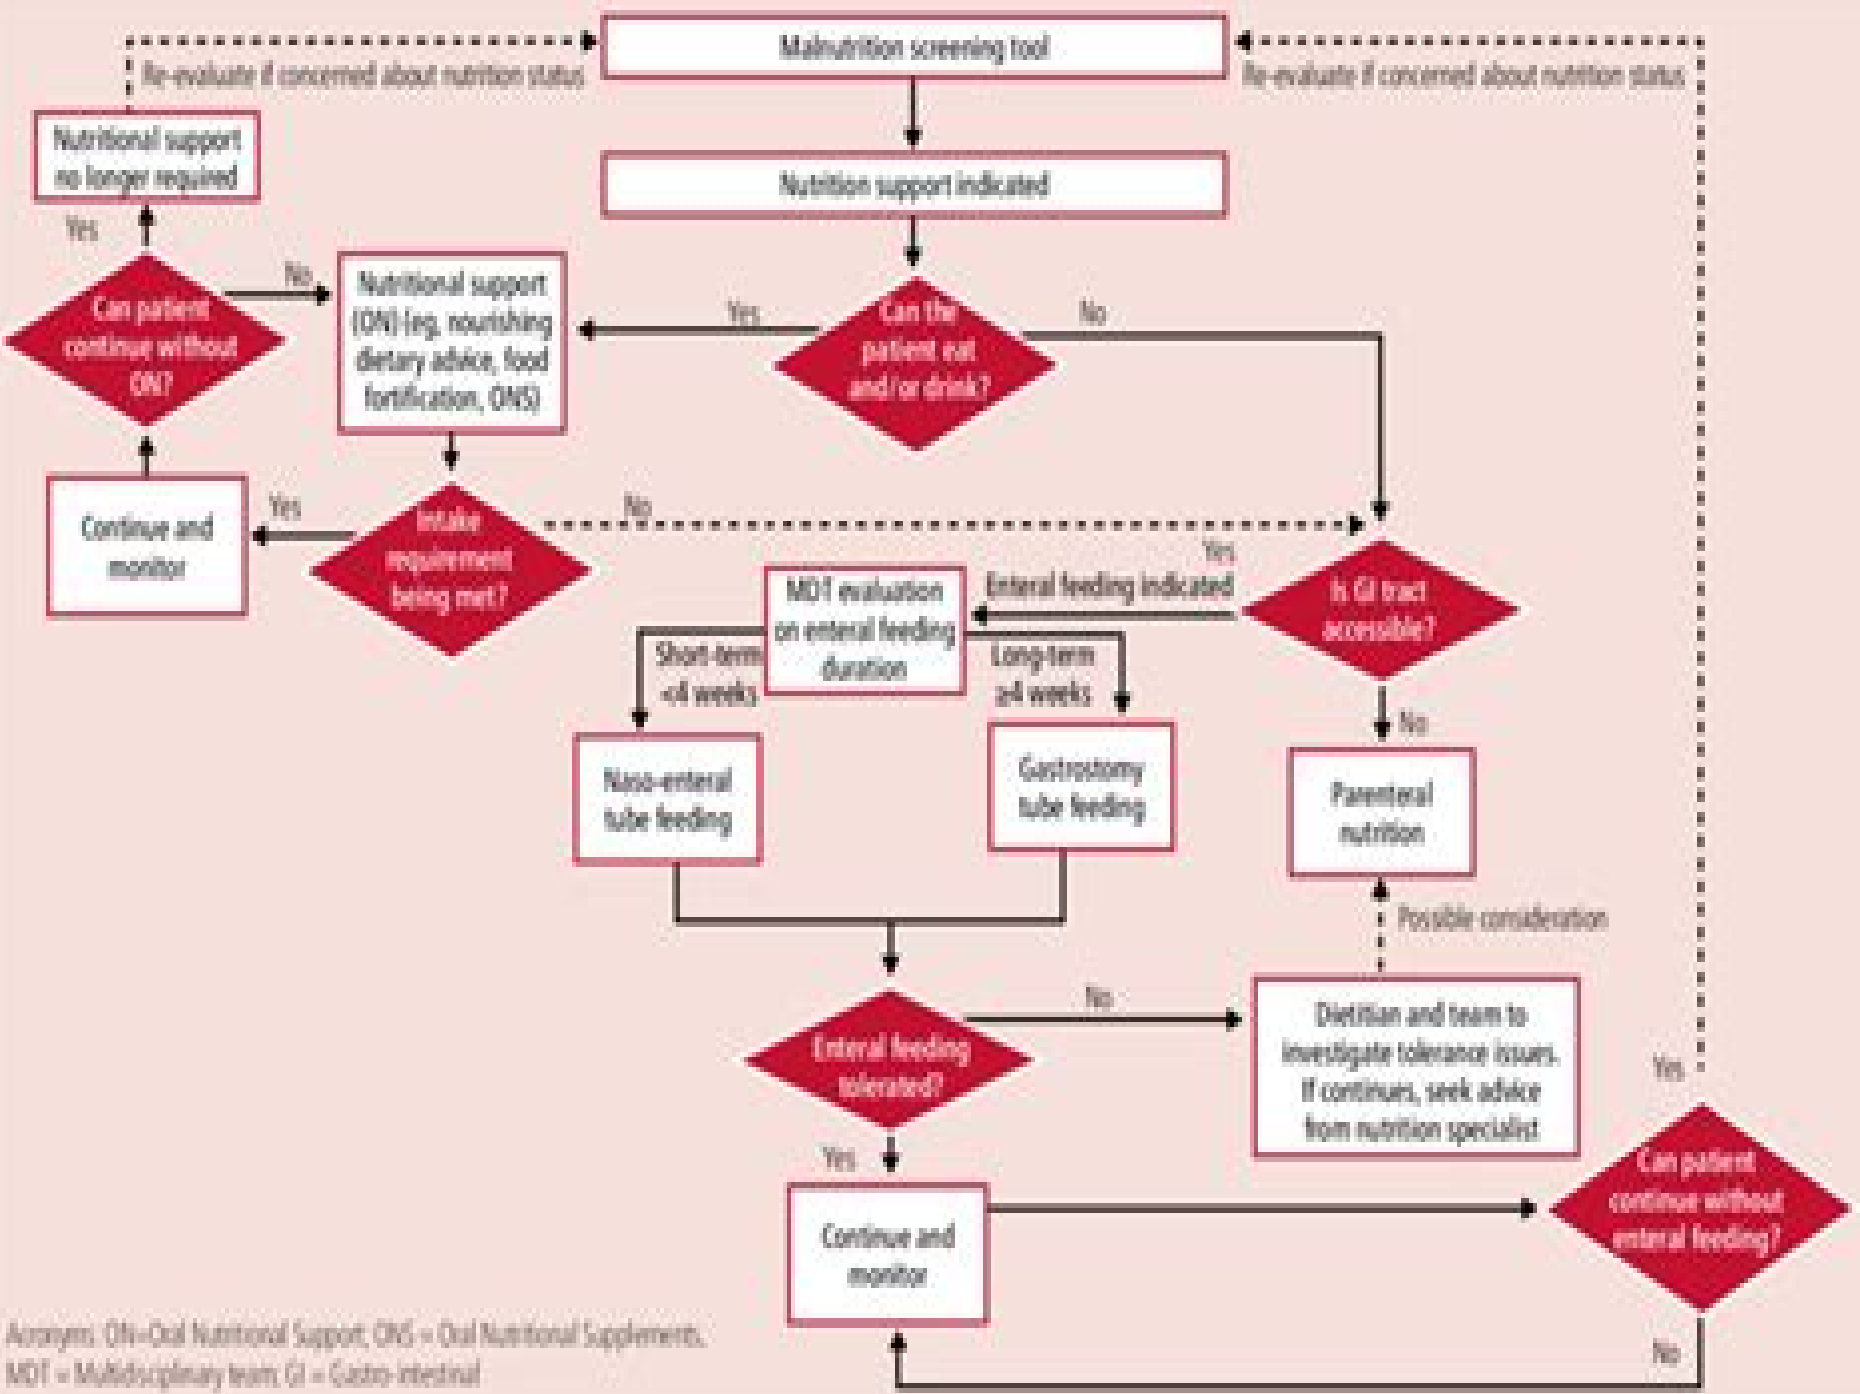 Malnutrition screening tool
Re-evaluate if concerned about nutrition status
Re-evaluate if concerned about nutrition status
Nutritional support
no longer required
Nutrition support indicated
Yes
No
Can patient
continue without
ON?
Nutritional support
(ON) (eg, nourishing
dietary advice, food
fortification, ONS)
Yes
Can the
patient eat
and/or drink?
No
Continue and
monitor
Yes
Intake
requirement
being met?
No
Yes
Enteral feeding indicated
Is GI tract
accessible?
MDT evaluation
on enteral feeding
duration
Short-term
<4 weeks
Long-term
≥4 weeks
No
Naso-enteral
tube feeding
Gastrostomy
tube feeding
Parenteral
nutrition
Possible consideration
Enteral feeding
tolerated?
No
Dietitian and team to
investigate tolerance issues.
If continues, seek advice
from nutrition specialist
Yes
Yes
Continue and
monitor
Can patient
continue without
enteral feeding?
No
Acronyms: ON=Oral Nutritional Support, ONS = Oral Nutritional Supplements,
MDT = Multidisciplinary team, GI = Gastro-intestinal